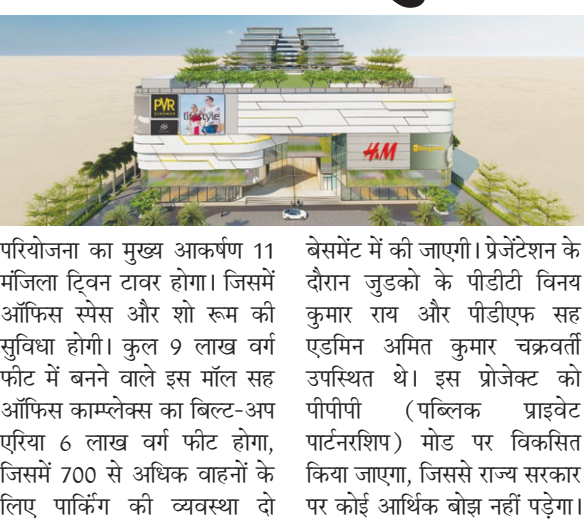 PVR
CINEMAS
lifestyle
H&M
परियोजना का मुख्य आकर्षण 11
मंजिला ट्विन टावर होगा। जिसमें
ऑफिस स्पेस और शो रूम की
सुविधा होगी। कुल 9 लाख वर्ग
फीट में बनने वाले इस मॉल सह
ऑफिस काम्प्लेक्स का बिल्ट-अप
एरिया 6 लाख वर्ग फीट होगा,
जिसमें 700 से अधिक वाहनों के
लिए पार्किंग की व्यवस्था दो
बेसमेंट में की जाएगी। प्रेजेंटेशन के
दौरान जुडको के पीडीटी विनय
कुमार राय और पीडीएफ सह
एडमिन अमित कुमार चक्रवर्ती
उपस्थित थे। इस प्रोजेक्ट को
पीपीपी (पब्लिक प्राइवेट
पार्टनरशिप) मोड पर विकसित
किया जाएगा, जिससे राज्य सरकार
पर कोई आर्थिक बोझ नहीं पड़ेगा।